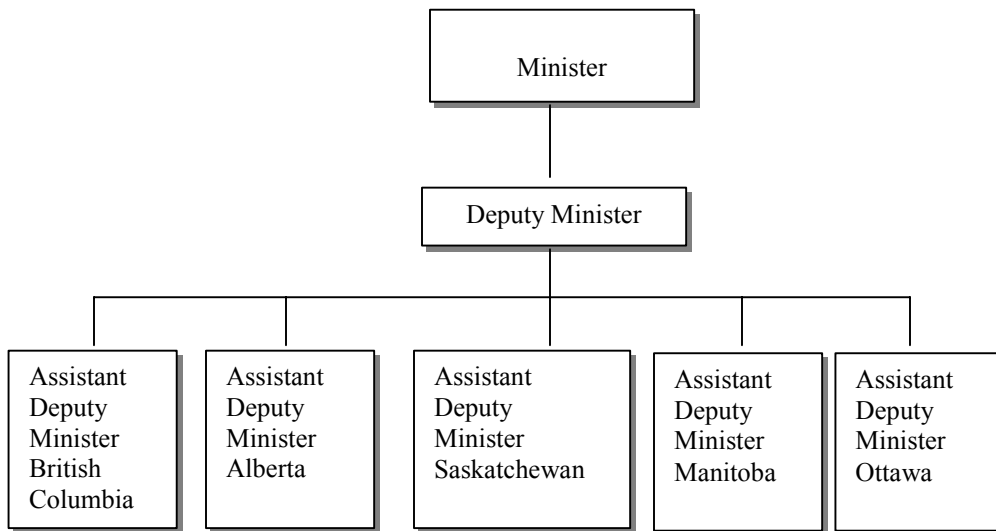 Minister
Deputy Minister
Assistant
Deputy
Minister
British
Columbia
Assistant
Deputy
Minister
Alberta
Assistant
Deputy
Minister
Saskatchewan
Assistant
Deputy
Minister
Manitoba
Assistant
Deputy
Minister
Ottawa